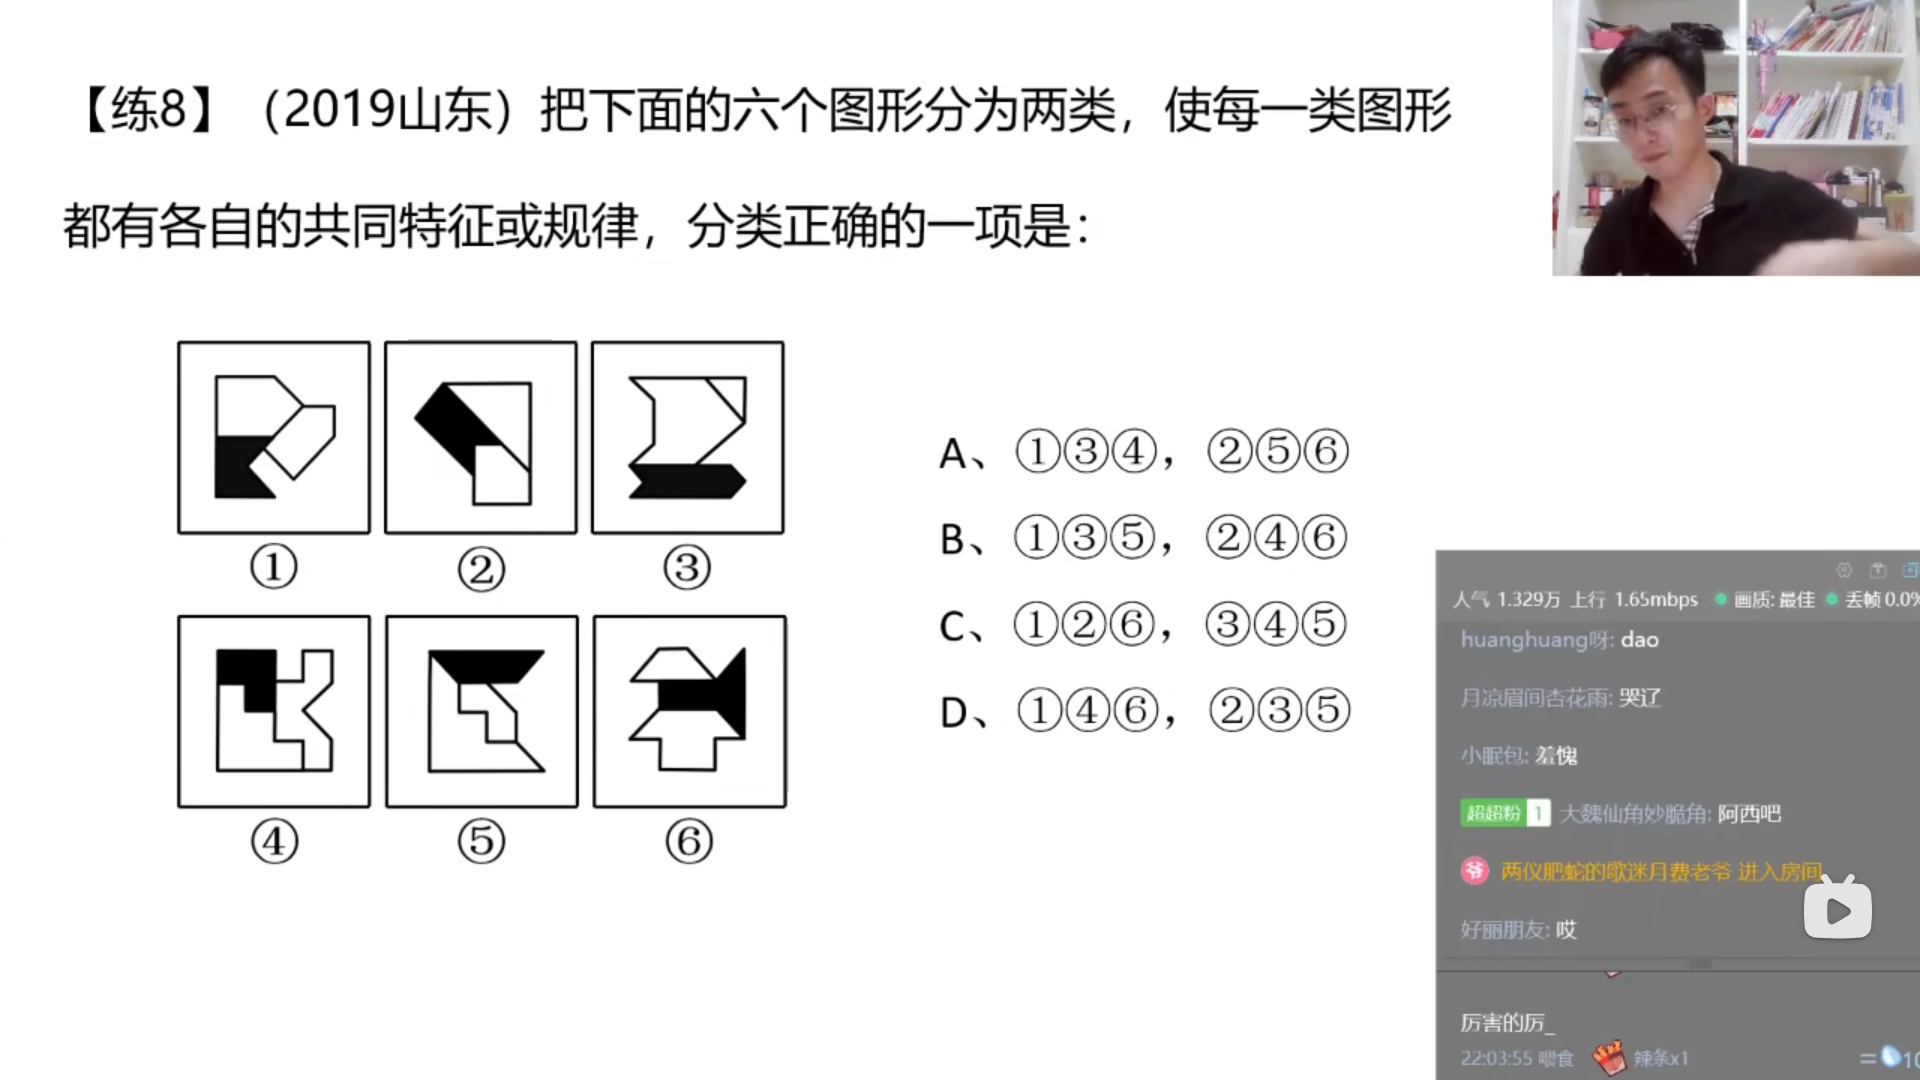 【练8】（2019山东）把下面的六个图形分为两类，使每一类图形
都有各自的共同特征或规律，分类正确的一项是：
① ② ③
④ ⑤ ⑥
A、①③④，②⑤⑥
B、①③⑤，②④⑥
C、①②⑥，③④⑤
D、①④⑥，②③⑤
人气 1.329万 上行 1.65mbps 画质: 最佳 丢帧 0.0%
huanghuang呀: dao
月凉眉间杏花雨: 哭辽
小眠包: 羞愧
超超粉 1 大魏仙角妙脆角: 阿西吧
爷 两仪肥蛇的歌迷月费老爷 进入房间
好丽朋友: 哎
厉害的厉_
22:03:55 喂食 辣条x1 = 10